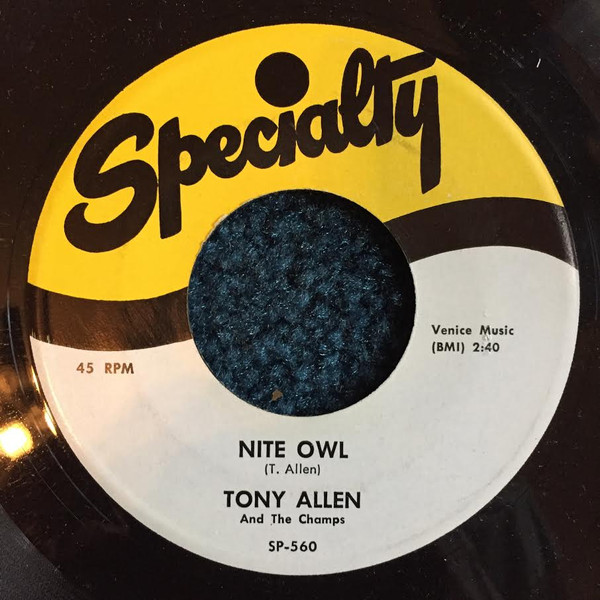 Specialty
Venice Music
(BMI) 2:40
45 RPM
NITE OWL
(T. Allen)
TONY ALLEN
And The Champs
SP-560